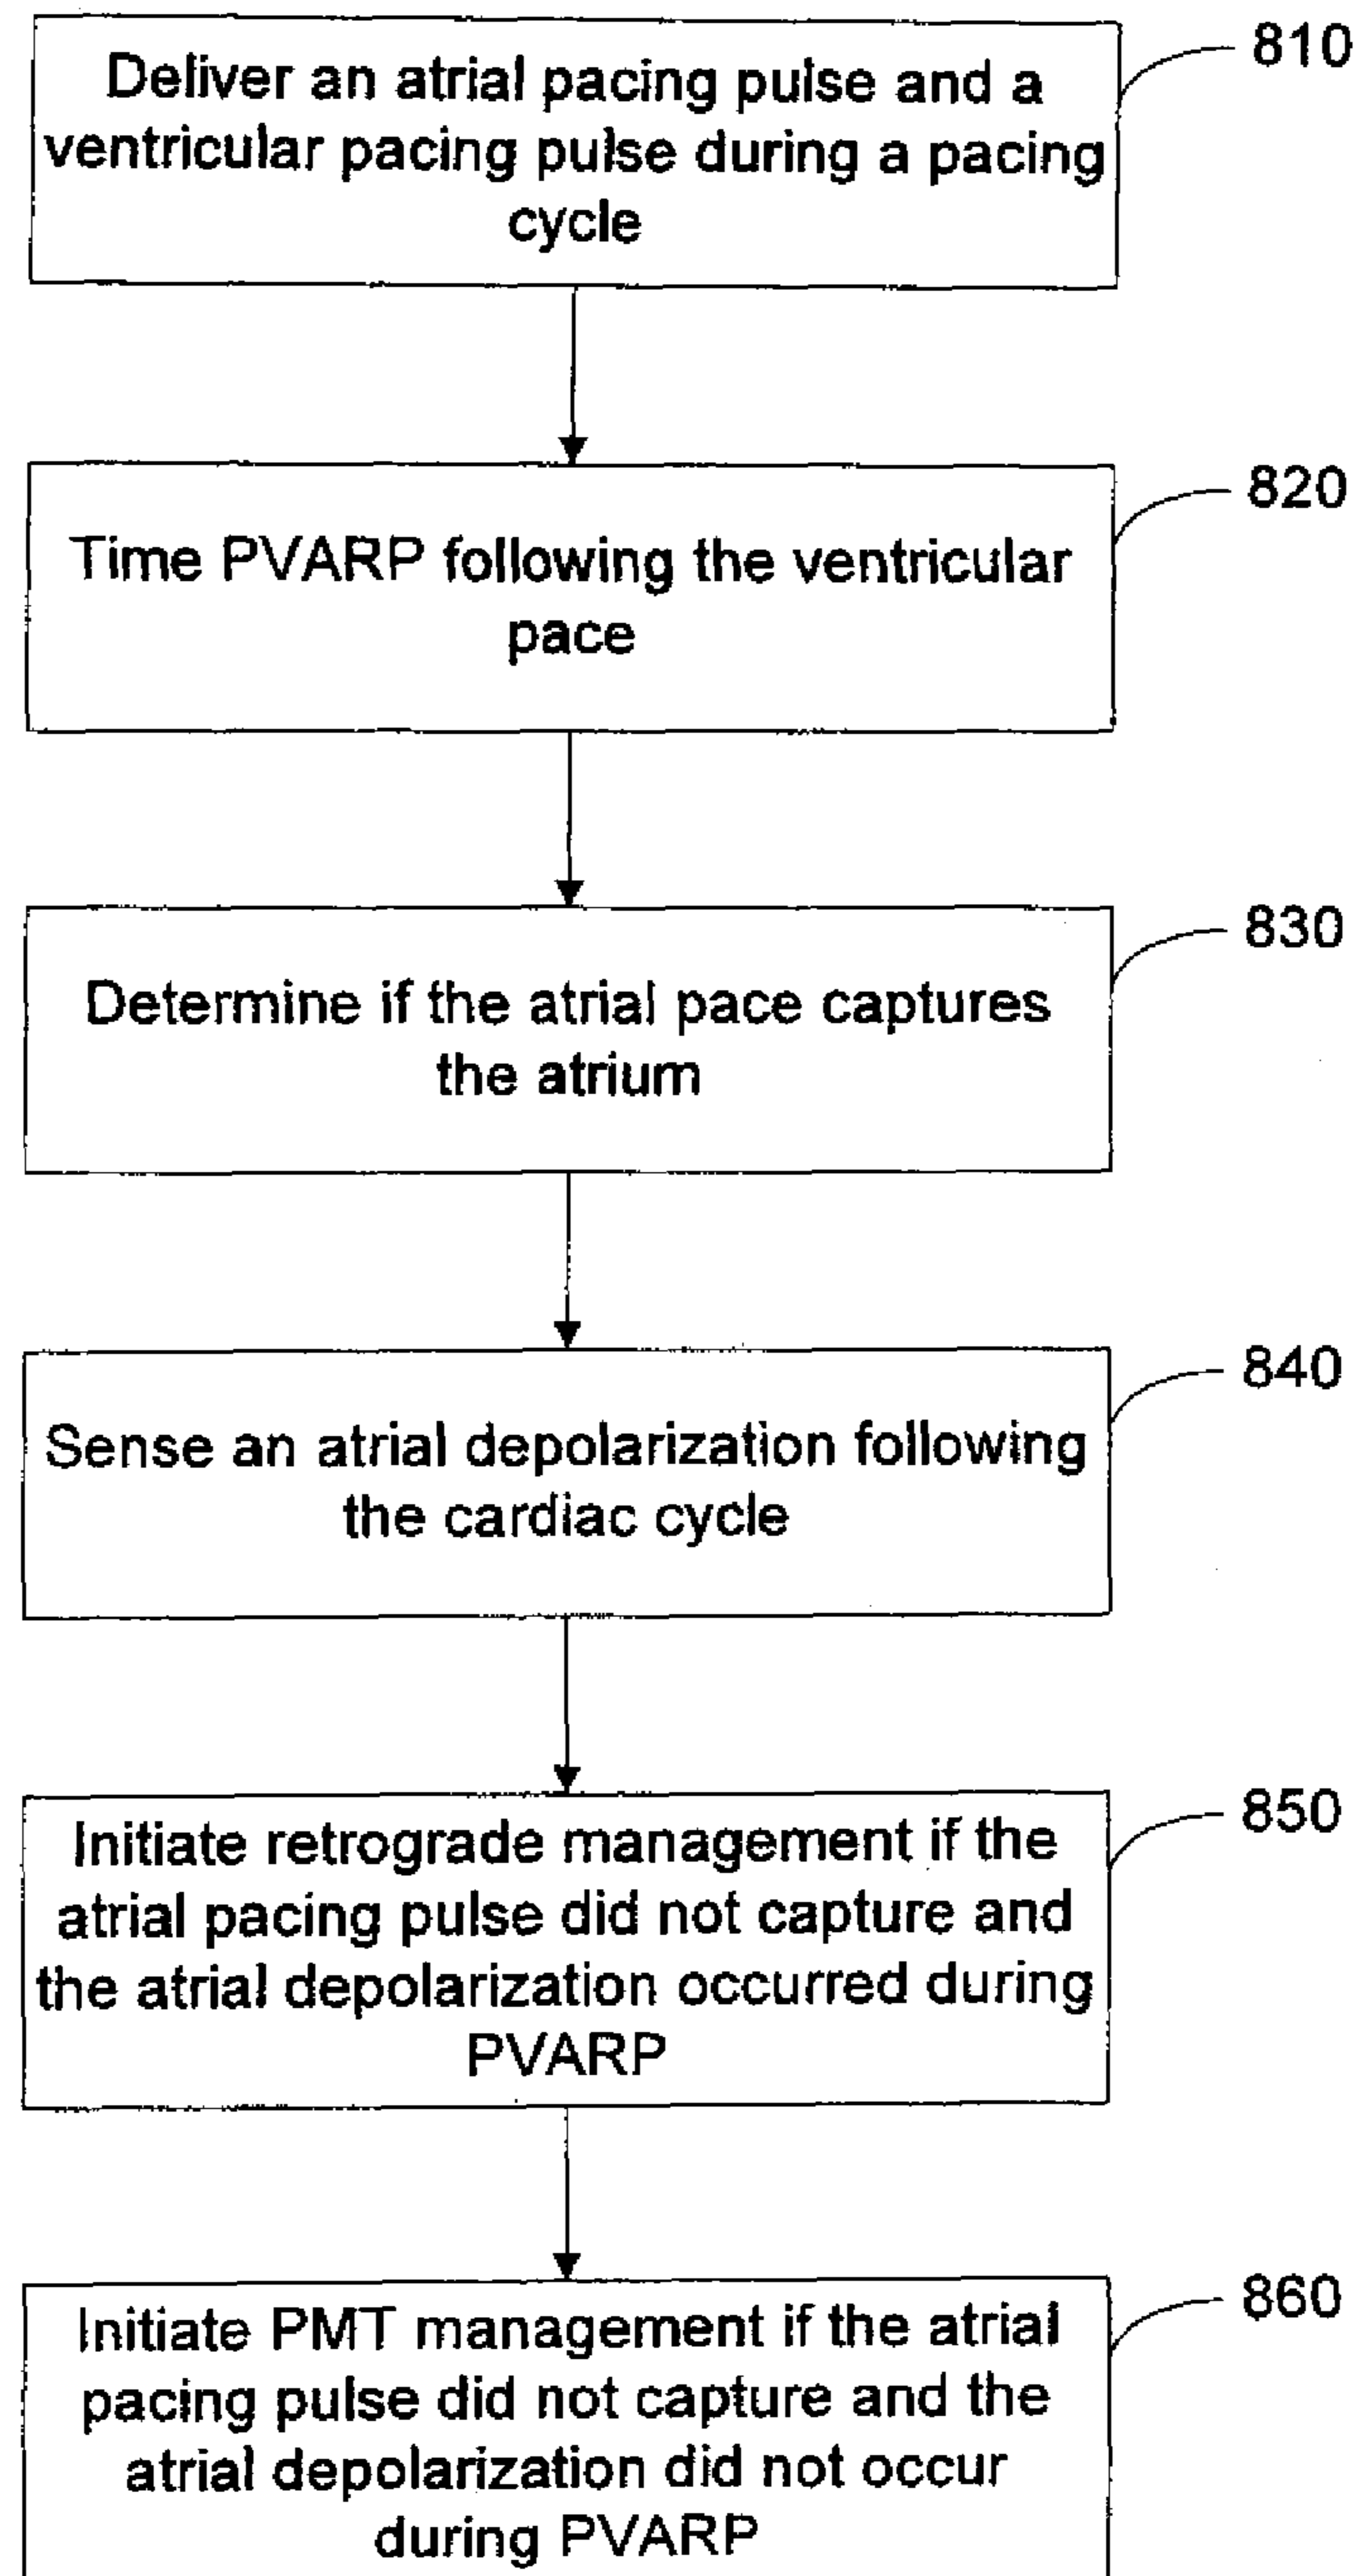 Deliver an atrial pacing pulse and a
ventricular pacing pulse during a pacing
cycle
810
Time PVARP following the ventricular
pace
820
Determine if the atrial pace captures
the atrium
830
Sense an atrial depolarization following
the cardiac cycle
840
Initiate retrograde management if the
atrial pacing pulse did not capture and
the atrial depolarization occurred during
PVARP
850
Initiate PMT management if the atrial
pacing pulse did not capture and the
atrial depolarization did not occur
during PVARP
860